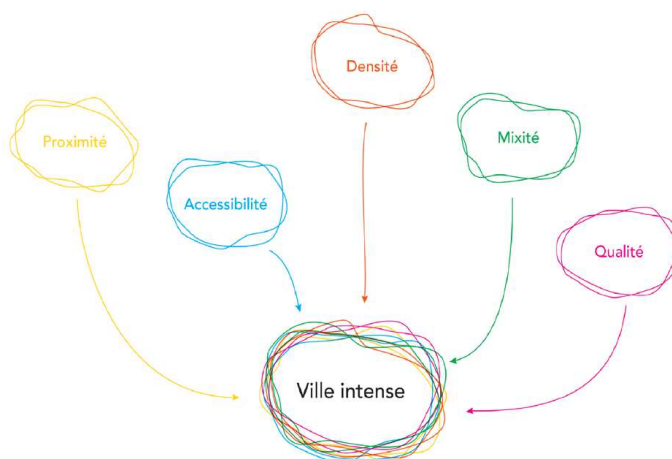 Densité
Proximité
Mixité
Accessibilité
Qualité
Ville intense